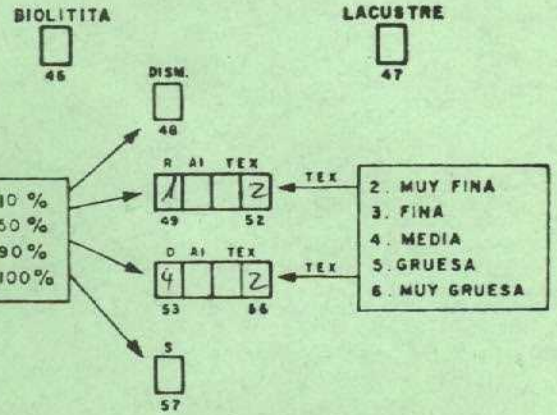 BIOLITITA
LACUSTRE
46
47
DISM.
48
R AI TEX
1 2
49 52
TEX
D AI TEX
4 2
53 56
TEX
S
57
10 %
50 %
90 %
100 %
2. MUY FINA
3. FINA
4. MEDIA
5. GRUESA
6. MUY GRUESA